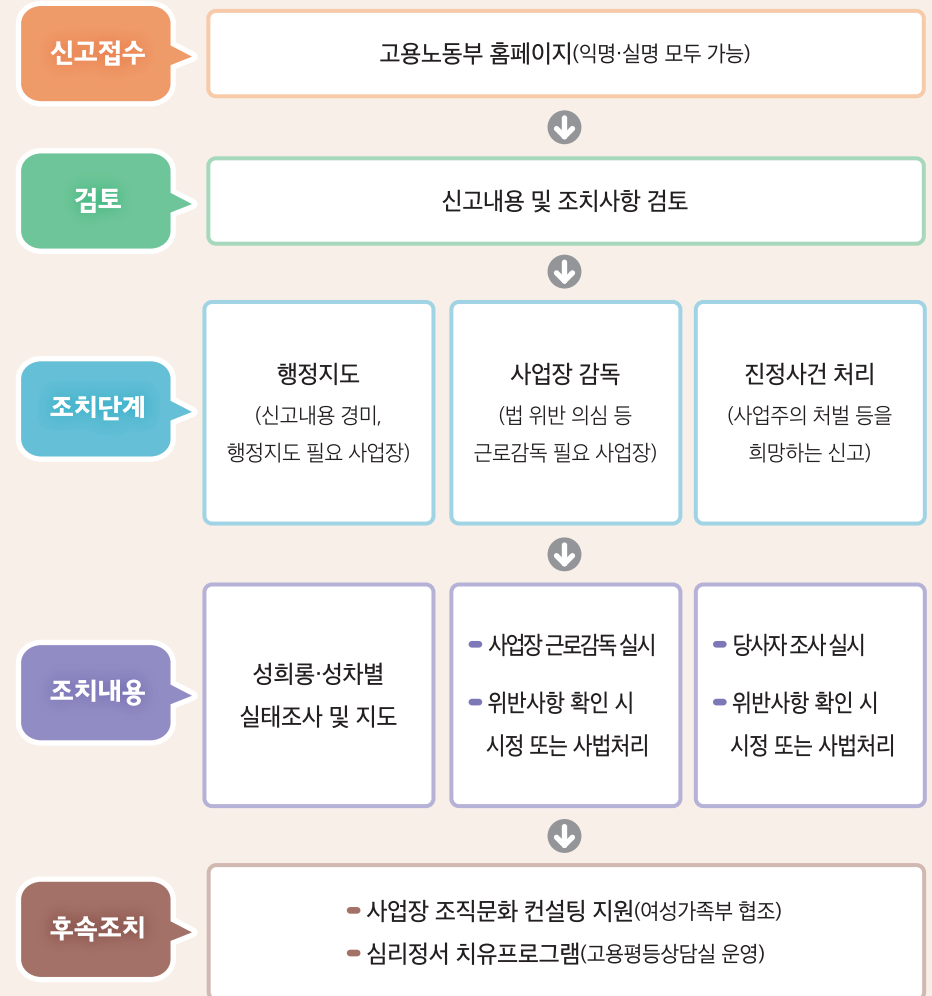 신고접수
고용노동부 홈페이지(익명·실명 모두 가능)
검토
신고내용 및 조치사항 검토
조치단계
행정지도
(신고내용 경미,
행정지도 필요 사업장)
사업장 감독
(법 위반 의심 등
근로감독 필요 사업장)
진정사건 처리
(사업주의 처벌 등을
희망하는 신고)
조치내용
성희롱·성차별
실태조사 및 지도
- 사업장 근로감독 실시
- 위반사항 확인 시
시정 또는 사법처리
- 당사자 조사 실시
- 위반사항 확인 시
시정 또는 사법처리
후속조치
- 사업장 조직문화 컨설팅 지원(여성가족부 협조)
- 심리정서 치유프로그램(고용평등상담실 운영)